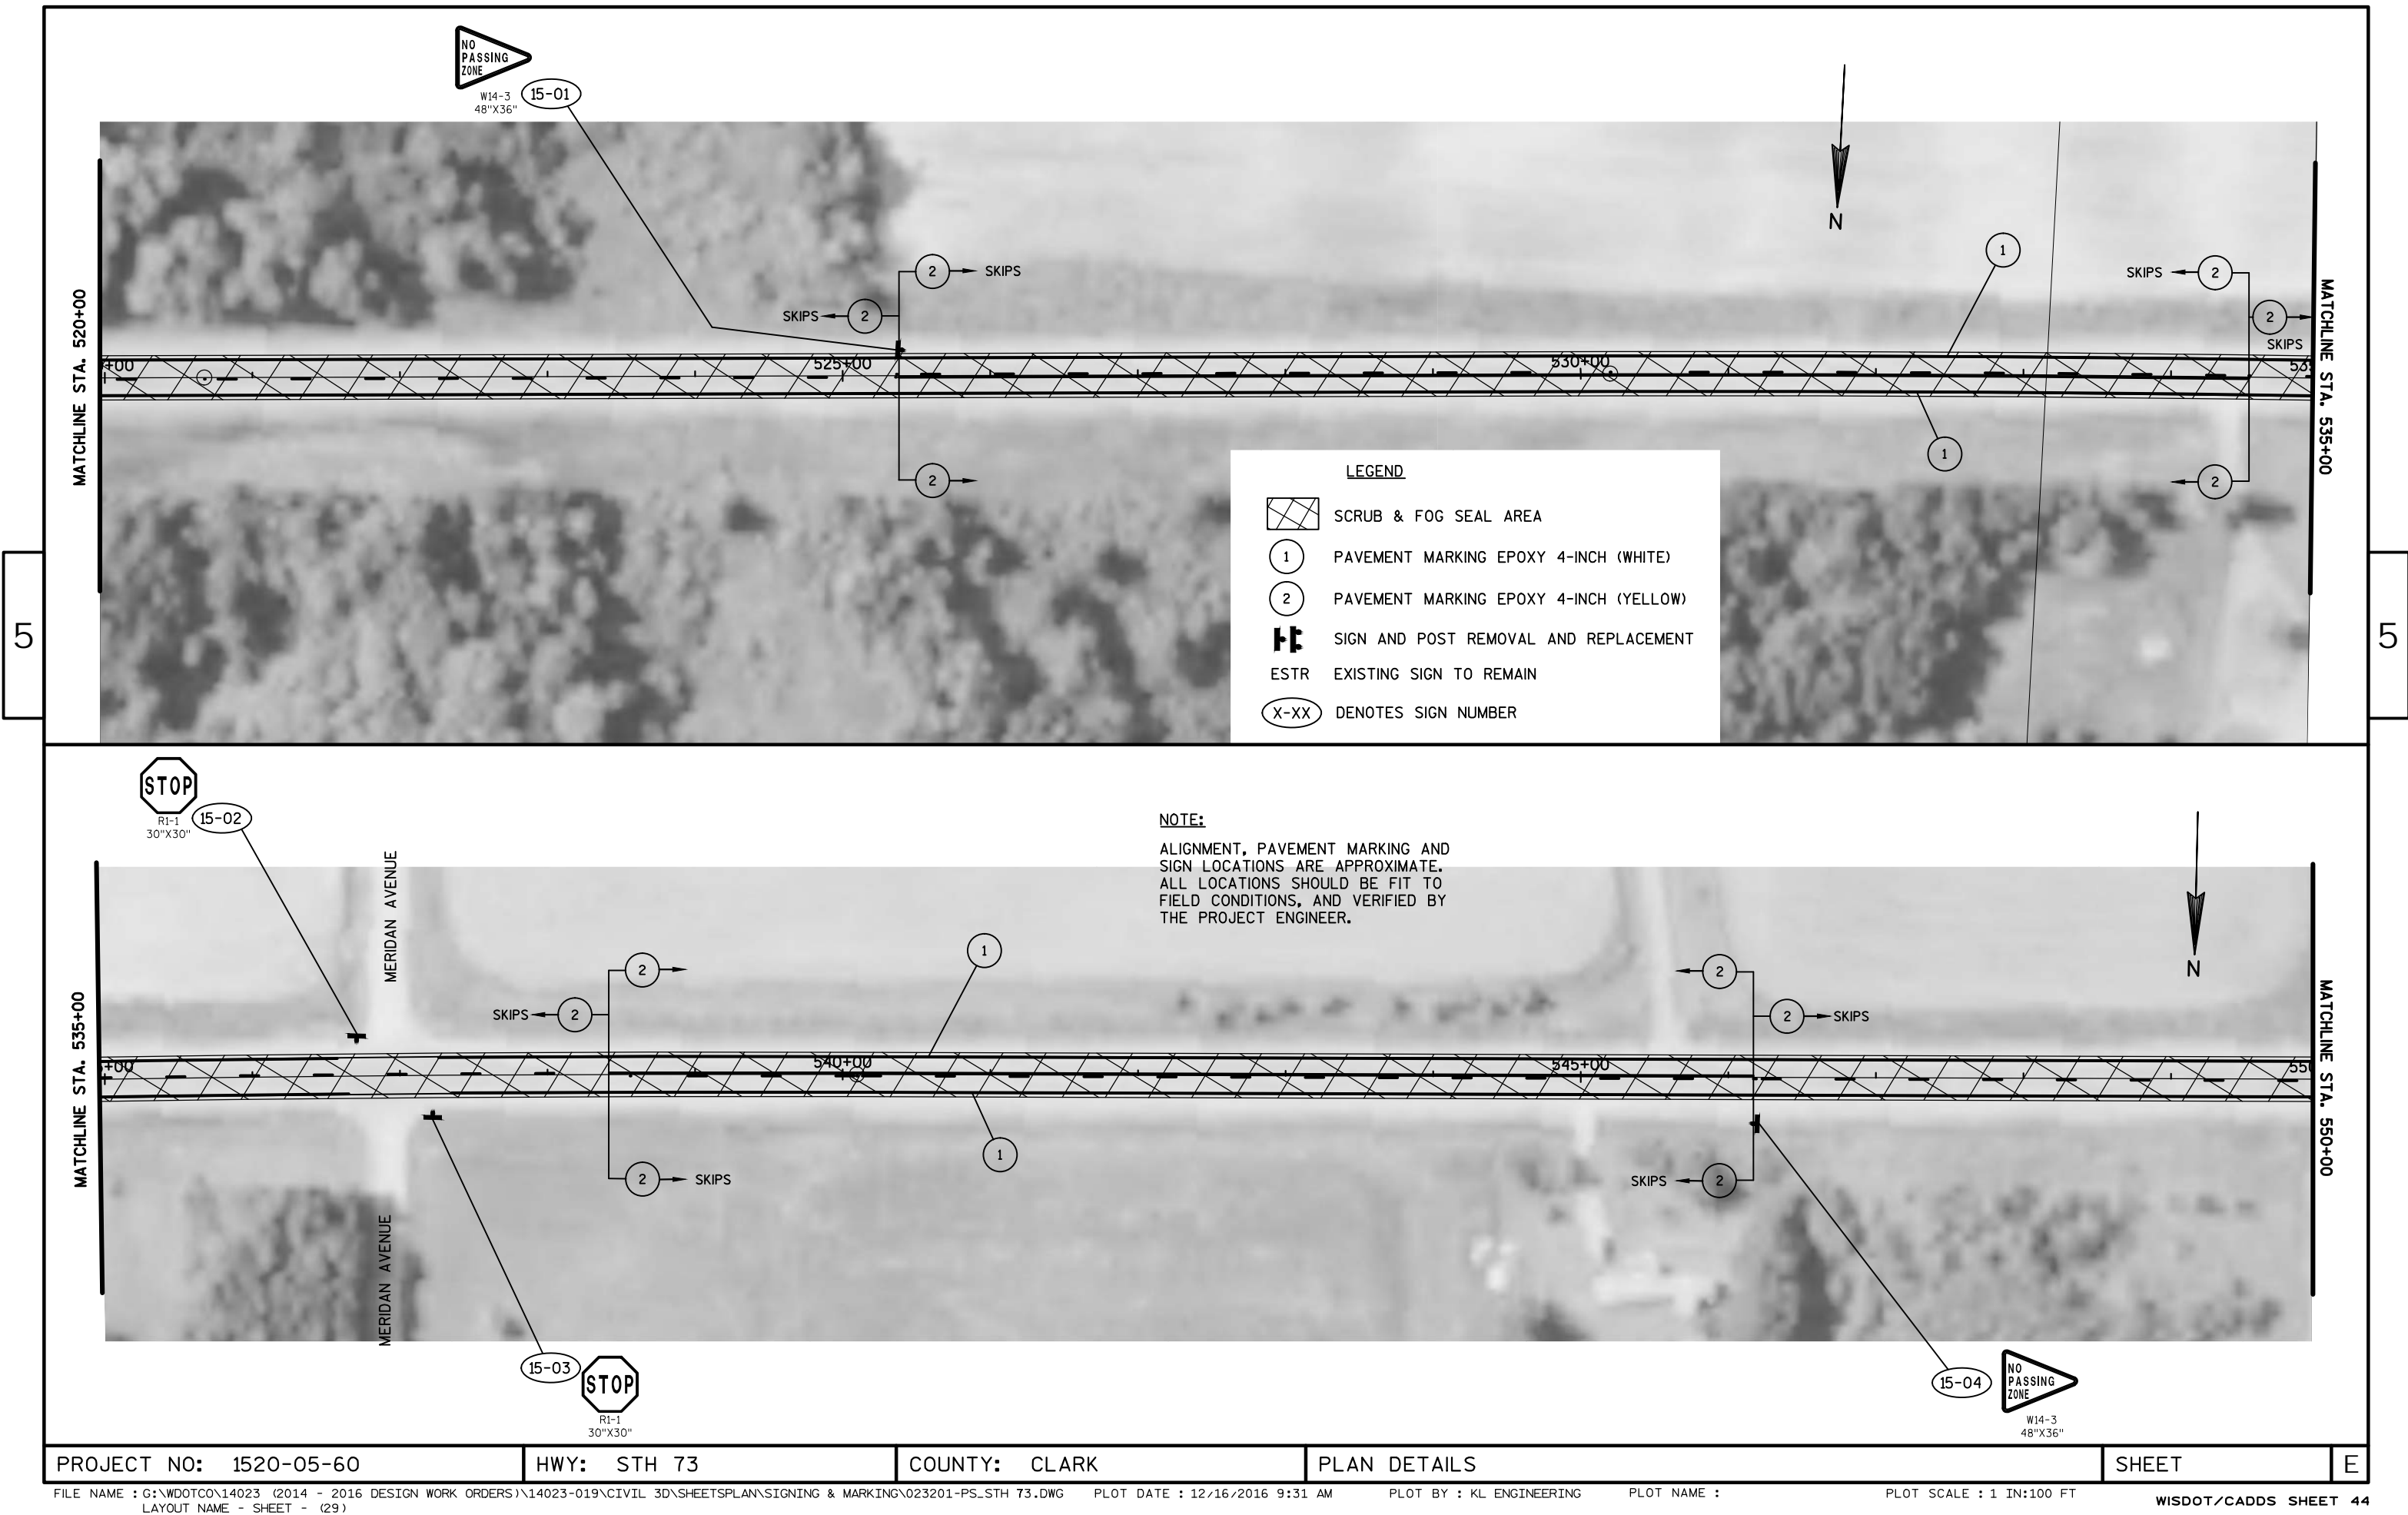 NO
PASSING
ZONE
W14-3
48"X36"
15-01
N
1
2 SKIPS
SKIPS 2
SKIPS 2
2
SKIPS
MATCHLINE STA. 520+00
MATCHLINE STA. 535+00
+00
525+00
530+00
535
2
1
2
LEGEND
SCRUB & FOG SEAL AREA
1 PAVEMENT MARKING EPOXY 4-INCH (WHITE)
2 PAVEMENT MARKING EPOXY 4-INCH (YELLOW)
SIGN AND POST REMOVAL AND REPLACEMENT
ESTR EXISTING SIGN TO REMAIN
X-XX DENOTES SIGN NUMBER
5
5
STOP
R1-1
30"X30"
15-02
MERIDAN AVENUE
NOTE:
ALIGNMENT, PAVEMENT MARKING AND
SIGN LOCATIONS ARE APPROXIMATE.
ALL LOCATIONS SHOULD BE FIT TO
FIELD CONDITIONS, AND VERIFIED BY
THE PROJECT ENGINEER.
N
1
2
2
SKIPS 2
2 SKIPS
MATCHLINE STA. 535+00
MATCHLINE STA. 550+00
+00
540+00
545+00
550
1
2 SKIPS
SKIPS 2
MERIDAN AVENUE
15-03
STOP
R1-1
30"X30"
15-04
NO
PASSING
ZONE
W14-3
48"X36"
PROJECT NO: 1520-05-60
HWY: STH 73
COUNTY: CLARK
PLAN DETAILS
SHEET
E
FILE NAME : G:\WDOTCO\14023 (2014 - 2016 DESIGN WORK ORDERS)\14023-019\CIVIL 3D\SHEETSPLAN\SIGNING & MARKING\023201-PS_STH 73.DWG
PLOT DATE : 12/16/2016 9:31 AM
PLOT BY : KL ENGINEERING
PLOT NAME :
PLOT SCALE : 1 IN:100 FT
WISDOT/CADDS SHEET 44
LAYOUT NAME - SHEET - (29)